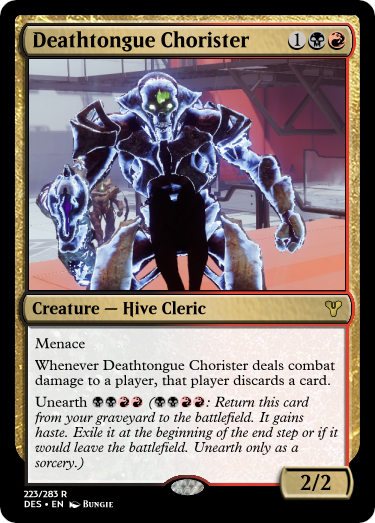 Deathtongue Chorister 1
Creature — Hive Cleric
Menace
Whenever Deathtongue Chorister deals combat
damage to a player, that player discards a card.
Unearth (: Return this
card from your graveyard to the battlefield. It gains
haste. Exile it at the beginning of the end step or if it
would leave the battlefield. Unearth only as a
sorcery.)
2/2
223/283 R
DES • EN Bungie